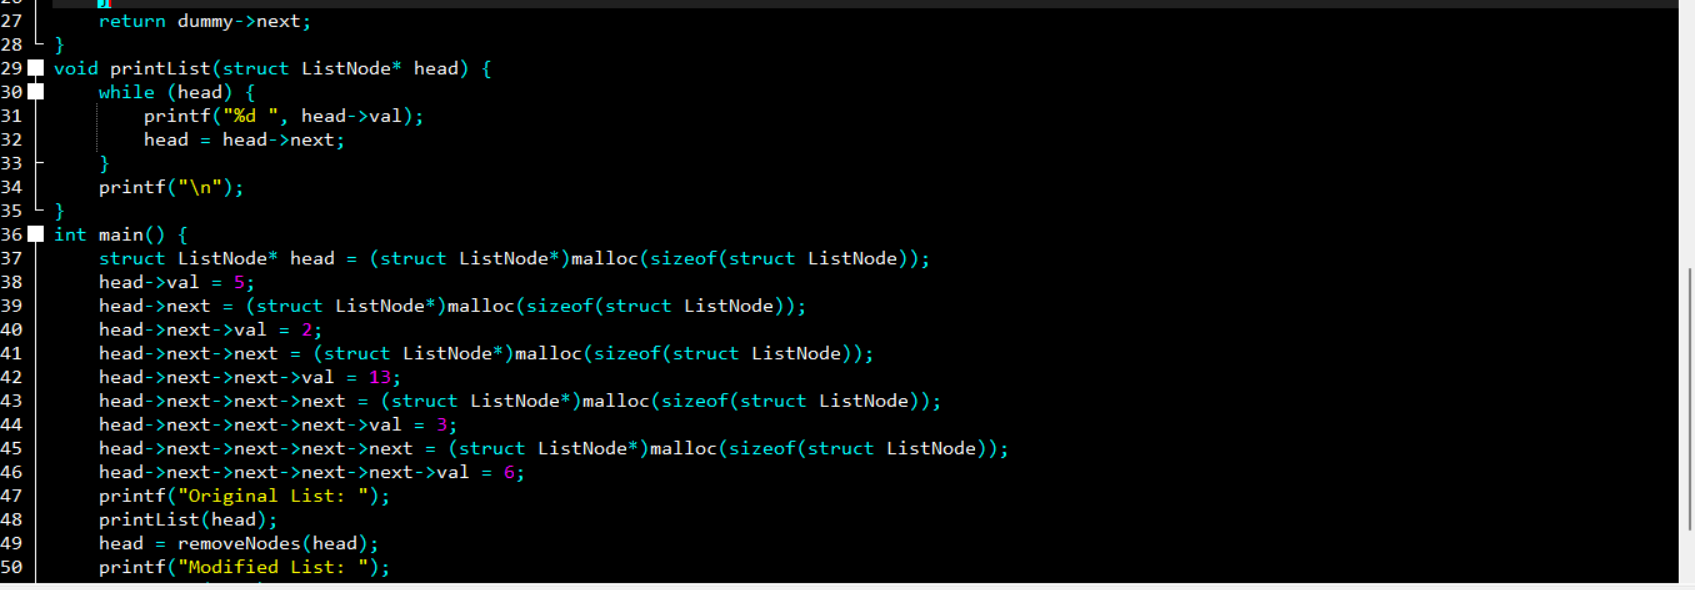 27 return dummy->next;
28 }
29 void printList(struct ListNode* head) {
30 while (head) {
31 printf("%d ", head->val);
32 head = head->next;
33 }
34 printf("\n");
35 }
36 int main() {
37 struct ListNode* head = (struct ListNode*)malloc(sizeof(struct ListNode));
38 head->val = 5;
39 head->next = (struct ListNode*)malloc(sizeof(struct ListNode));
40 head->next->val = 2;
41 head->next->next = (struct ListNode*)malloc(sizeof(struct ListNode));
42 head->next->next->val = 13;
43 head->next->next->next = (struct ListNode*)malloc(sizeof(struct ListNode));
44 head->next->next->next->val = 3;
45 head->next->next->next->next = (struct ListNode*)malloc(sizeof(struct ListNode));
46 head->next->next->next->next->val = 6;
47 printf("Original List: ");
48 printList(head);
49 head = removeNodes(head);
50 printf("Modified List: ");